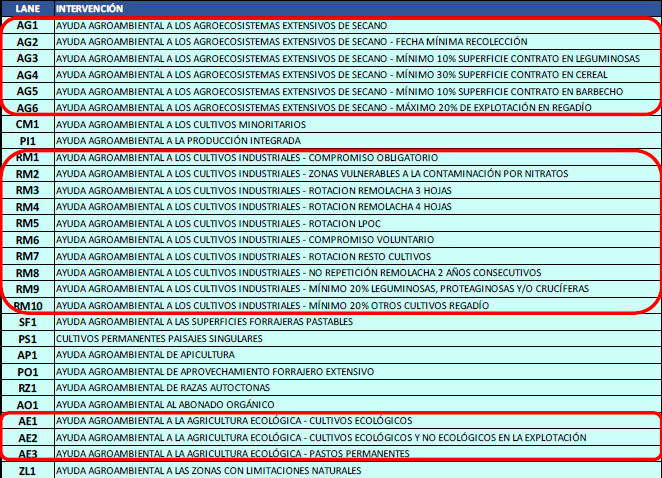 LANE INTERVENCIÓN
AG1 AYUDA AGROAMBIENTAL A LOS AGROECOSISTEMAS EXTENSIVOS DE SECANO
AG2 AYUDA AGROAMBIENTAL A LOS AGROECOSISTEMAS EXTENSIVOS DE SECANO - FECHA MÍNIMA RECOLECCIÓN
AG3 AYUDA AGROAMBIENTAL A LOS AGROECOSISTEMAS EXTENSIVOS DE SECANO - MÍNIMO 10% SUPERFICIE CONTRATO EN LEGUMINOSAS
AG4 AYUDA AGROAMBIENTAL A LOS AGROECOSISTEMAS EXTENSIVOS DE SECANO - MÍNIMO 30% SUPERFICIE CONTRATO EN CEREAL
AG5 AYUDA AGROAMBIENTAL A LOS AGROECOSISTEMAS EXTENSIVOS DE SECANO - MÍNIMO 10% SUPERFICIE CONTRATO EN BARBECHO
AG6 AYUDA AGROAMBIENTAL A LOS AGROECOSISTEMAS EXTENSIVOS DE SECANO - MÁXIMO 20% DE EXPLOTACIÓN EN REGADÍO
CM1 AYUDA AGROAMBIENTAL A LOS CULTIVOS MINORITARIOS
PI1 AYUDA AGROAMBIENTAL A LA PRODUCCIÓN INTEGRADA
RM1 AYUDA AGROAMBIENTAL A LOS CULTIVOS INDUSTRIALES - COMPROMISO OBLIGATORIO
RM2 AYUDA AGROAMBIENTAL A LOS CULTIVOS INDUSTRIALES - ZONAS VULNERABLES A LA CONTAMINACIÓN POR NITRATOS
RM3 AYUDA AGROAMBIENTAL A LOS CULTIVOS INDUSTRIALES - ROTACION REMOLACHA 3 HOJAS
RM4 AYUDA AGROAMBIENTAL A LOS CULTIVOS INDUSTRIALES - ROTACION REMOLACHA 4 HOJAS
RM5 AYUDA AGROAMBIENTAL A LOS CULTIVOS INDUSTRIALES - ROTACION LPOC
RM6 AYUDA AGROAMBIENTAL A LOS CULTIVOS INDUSTRIALES - COMPROMISO VOLUNTARIO
RM7 AYUDA AGROAMBIENTAL A LOS CULTIVOS INDUSTRIALES - ROTACION RESTO CULTIVOS
RM8 AYUDA AGROAMBIENTAL A LOS CULTIVOS INDUSTRIALES - NO REPETICIÓN REMOLACHA 2 AÑOS CONSECUTIVOS
RM9 AYUDA AGROAMBIENTAL A LOS CULTIVOS INDUSTRIALES - MÍNIMO 20% LEGUMINOSAS, PROTEAGINOSAS Y/O CRUCÍFERAS
RM10 AYUDA AGROAMBIENTAL A LOS CULTIVOS INDUSTRIALES - MÍNIMO 20% OTROS CULTIVOS REGADÍO
SF1 AYUDA AGROAMBIENTAL A LAS SUPERFICIES FORRAJERAS PASTABLES
PS1 CULTIVOS PERMANENTES PAISAJES SINGULARES
AP1 AYUDA AGROAMBIENTAL DE APICULTURA
PO1 AYUDA AGROAMBIENTAL DE APROVECHAMIENTO FORRAJERO EXTENSIVO
RZ1 AYUDA AGROAMBIENTAL DE RAZAS AUTOCTONAS
AO1 AYUDA AGROAMBIENTAL AL ABONADO ORGÁNICO
AE1 AYUDA AGROAMBIENTAL A LA AGRICULTURA ECOLÓGICA - CULTIVOS ECOLÓGICOS
AE2 AYUDA AGROAMBIENTAL A LA AGRICULTURA ECOLÓGICA - CULTIVOS ECOLÓGICOS Y NO ECOLÓGICOS EN LA EXPLOTACIÓN
AE3 AYUDA AGROAMBIENTAL A LA AGRICULTURA ECOLÓGICA - PASTOS PERMANENTES
ZL1 AYUDA AGROAMBIENTAL A LAS ZONAS CON LIMITACIONES NATURALES